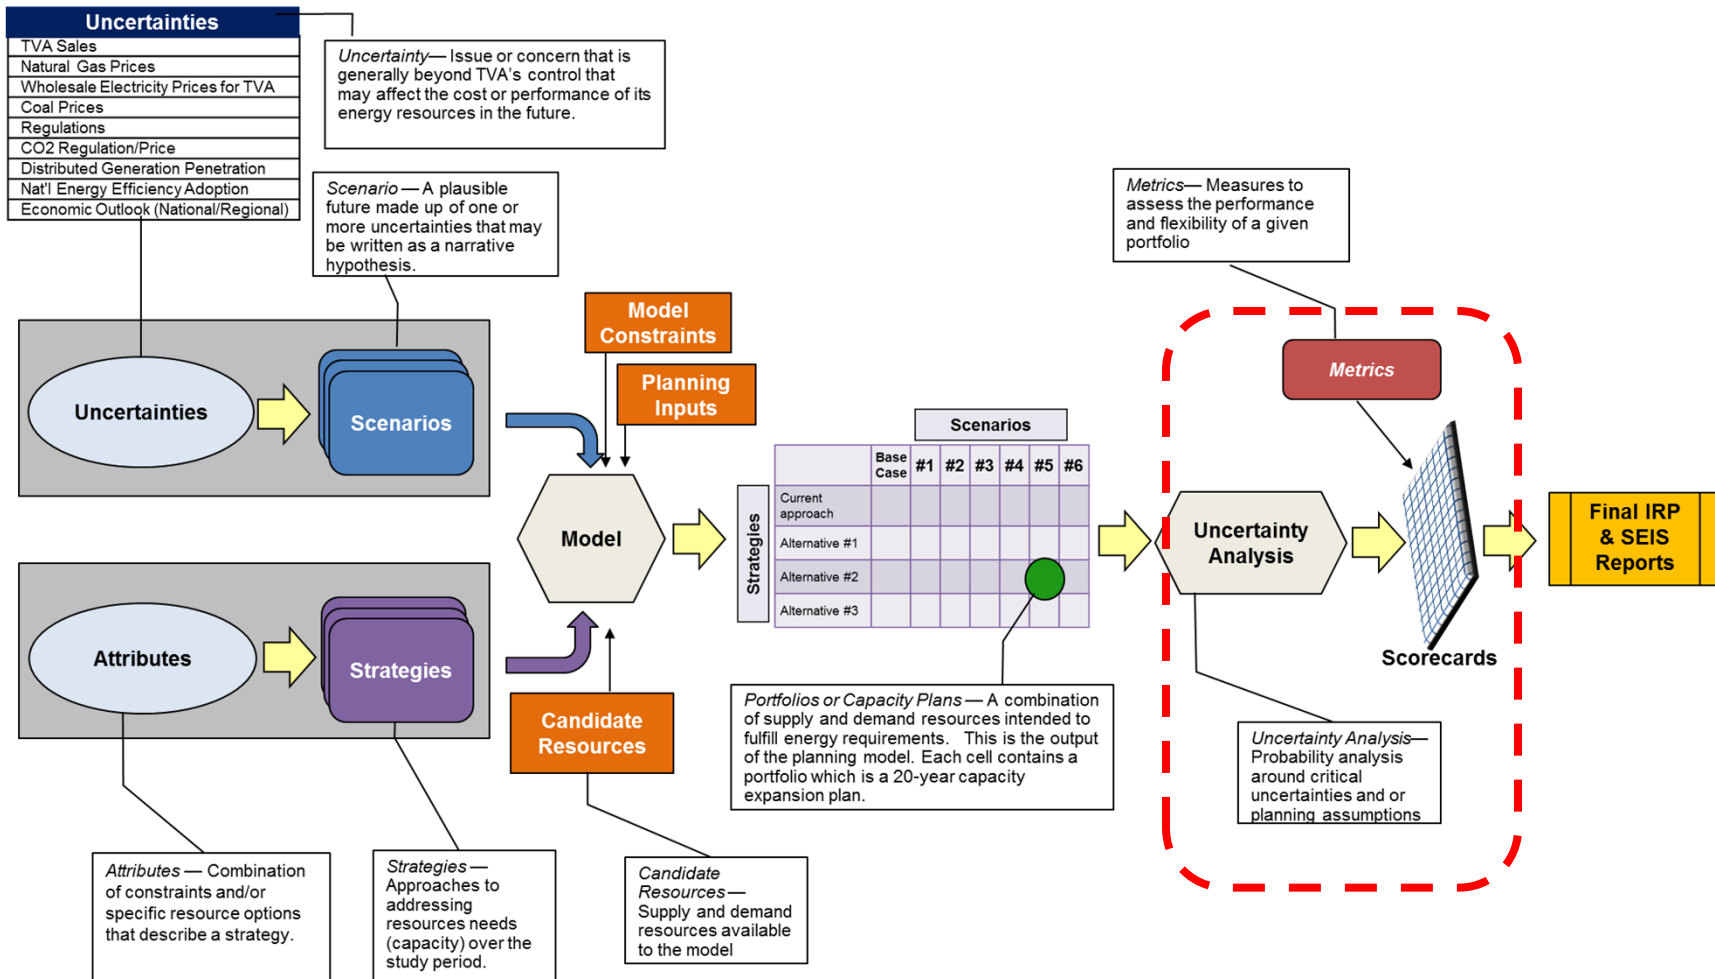 Uncertainties
TVA Sales
Natural Gas Prices
Wholesale Electricity Prices for TVA
Coal Prices
Regulations
CO2 Regulation/Price
Distributed Generation Penetration
Nat'l Energy Efficiency Adoption
Economic Outlook (National/Regional)
Uncertainty— Issue or concern that is
generally beyond TVA's control that
may affect the cost or performance of its
energy resources in the future.
Scenario — A plausible
future made up of one or
more uncertainties that may
be written as a narrative
hypothesis.
Metrics— Measures to
assess the performance
and flexibility of a given
portfolio
Model
Constraints
Planning
Inputs
Uncertainties
Scenarios
Metrics
Scenarios
Base
Case
#1
#2
#3
#4
#5
#6
Strategies
Current
approach
Alternative #1
Alternative #2
Alternative #3
Model
Uncertainty
Analysis
Scorecards
Final IRP
& SEIS
Reports
Attributes
Strategies
Candidate
Resources
Portfolios or Capacity Plans — A combination
of supply and demand resources intended to
fulfill energy requirements. This is the output
of the planning model. Each cell contains a
portfolio which is a 20-year capacity
expansion plan.
Uncertainty Analysis—
Probability analysis
around critical
uncertainties and or
planning assumptions
Attributes — Combination
of constraints and/or
specific resource options
that describe a strategy.
Strategies —
Approaches to
addressing
resources needs
(capacity) over the
study period.
Candidate
Resources—
Supply and demand
resources available
to the model